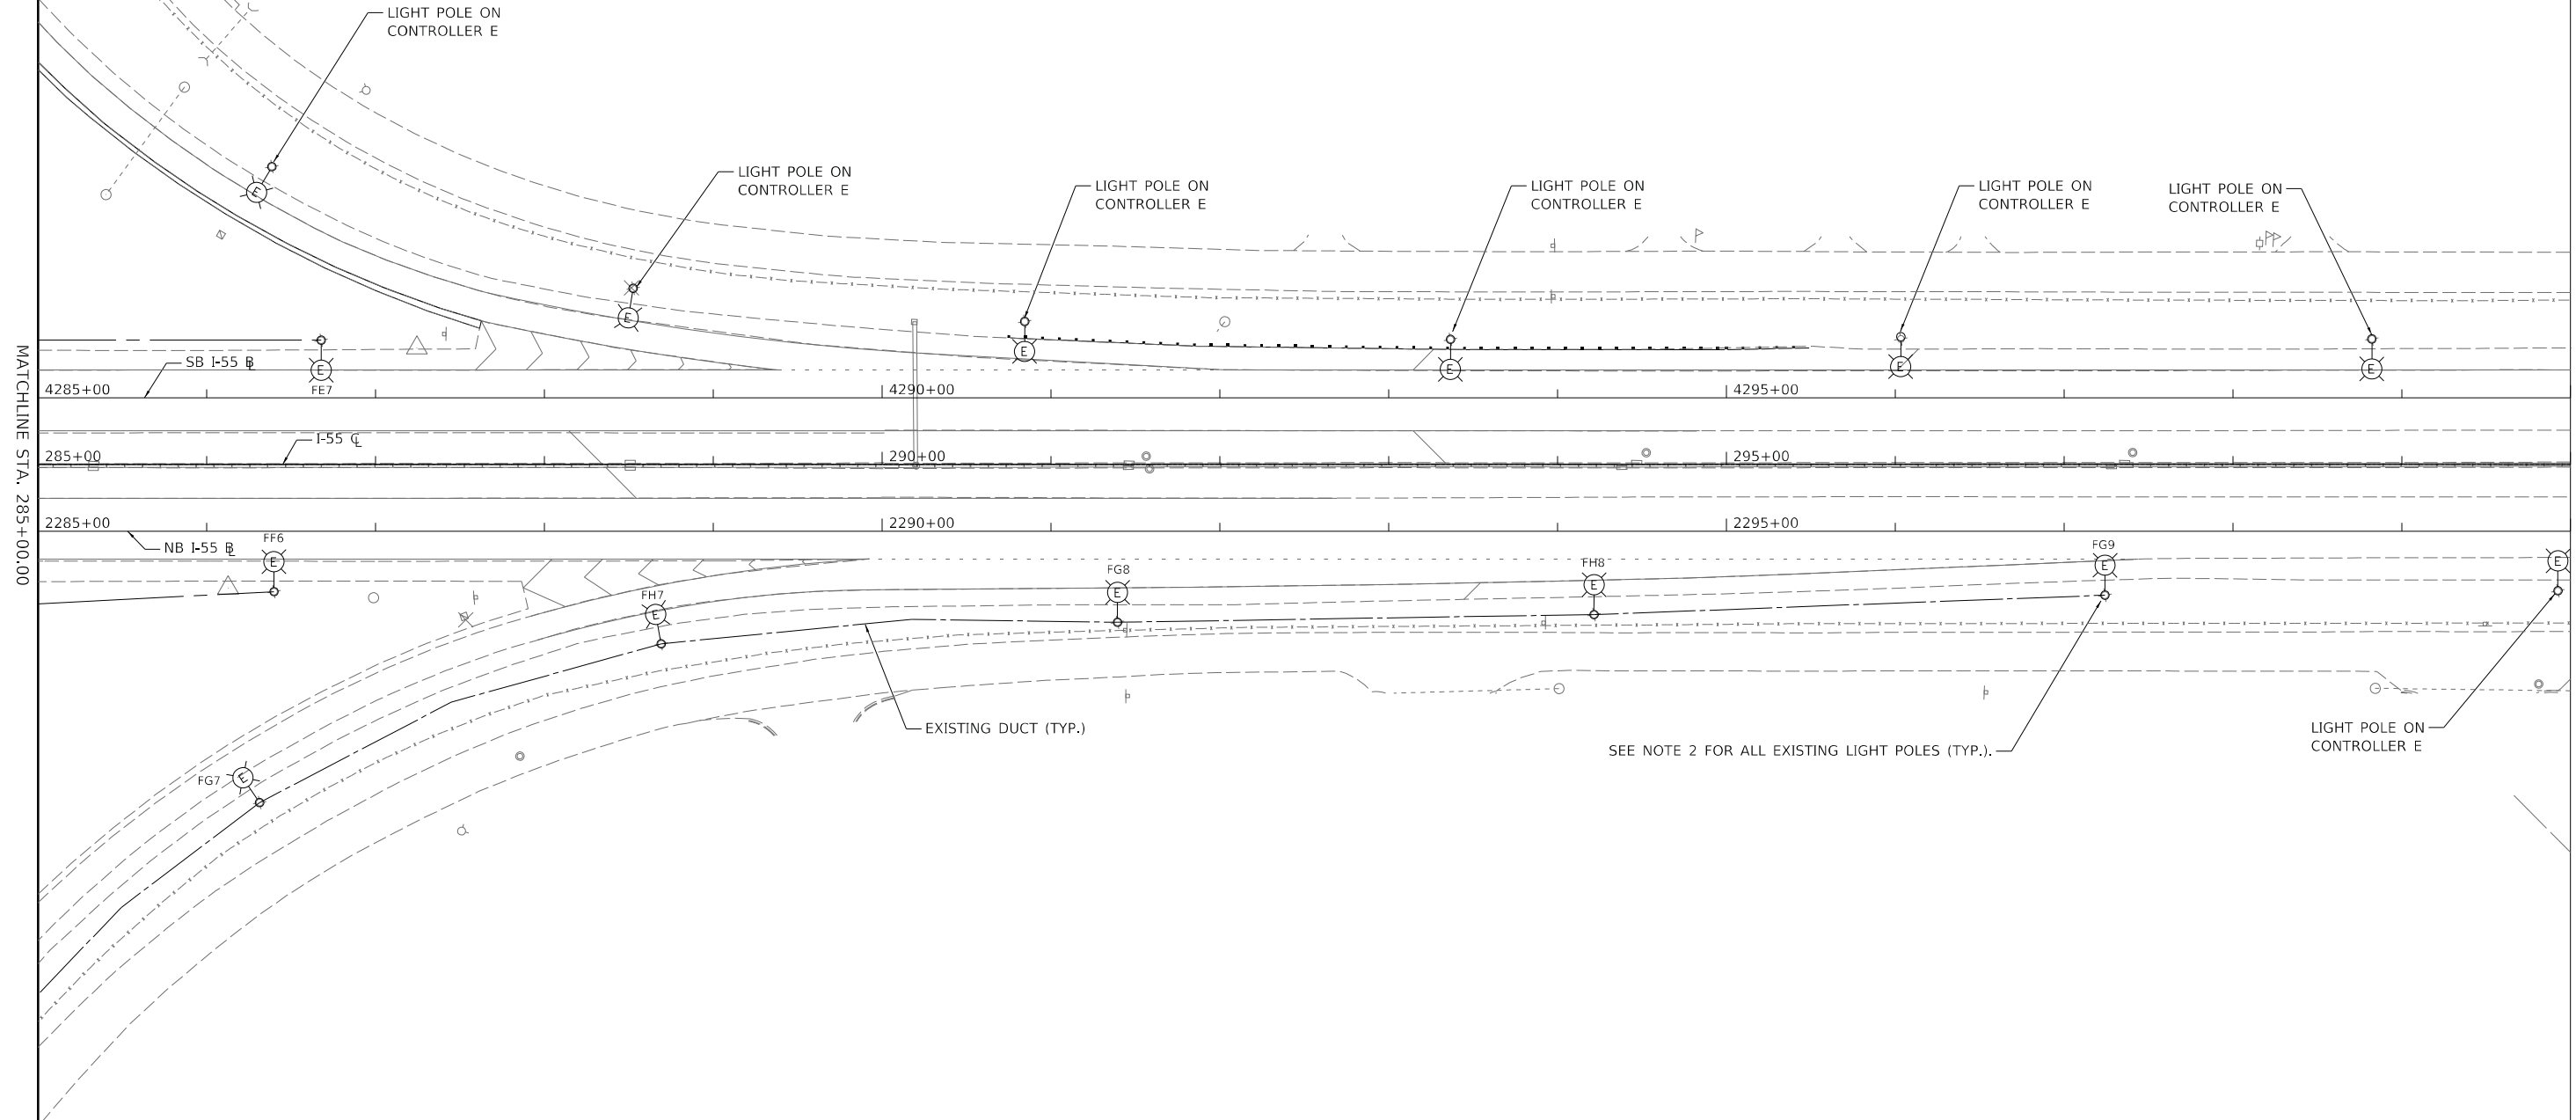 LIGHT POLE ON
CONTROLLER E
LIGHT POLE ON
CONTROLLER E
LIGHT POLE ON
CONTROLLER E
LIGHT POLE ON
CONTROLLER E
LIGHT POLE ON
CONTROLLER E
LIGHT POLE ON
CONTROLLER E
E
E
E
E
E
E
E
FE7
MATCHLINE STA. 285+00.00
SB I-55 ℄
4285+00
4290+00
4295+00
I-55 ℄
285+00
290+00
295+00
2285+00
2290+00
2295+00
NB I-55 ℄
FF6
E
FH7
E
FG8
E
FH8
E
FG9
E
E
FG7
E
EXISTING DUCT (TYP.)
SEE NOTE 2 FOR ALL EXISTING LIGHT POLES (TYP.).
LIGHT POLE ON
CONTROLLER E